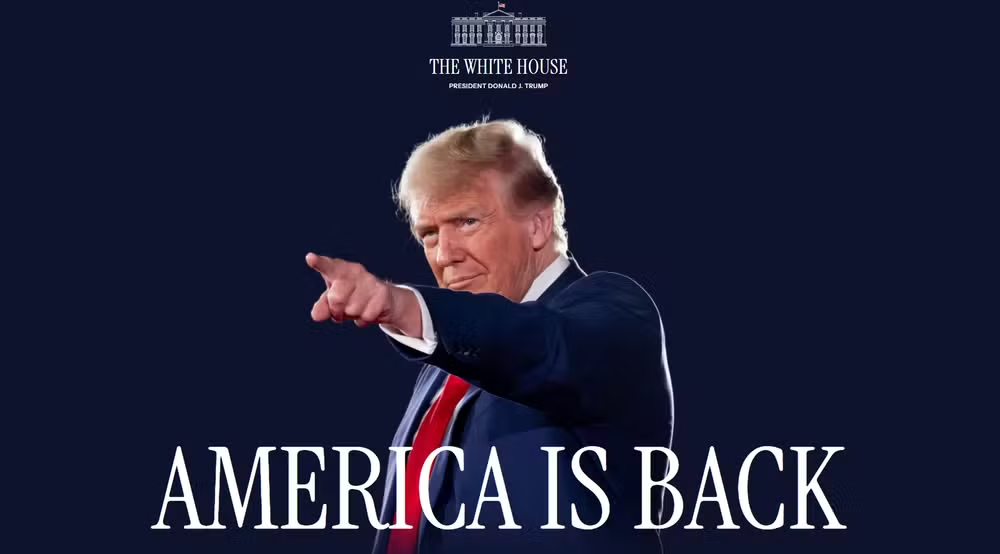 THE WHITE HOUSE
PRESIDENT DONALD J. TRUMP
AMERICA IS BACK